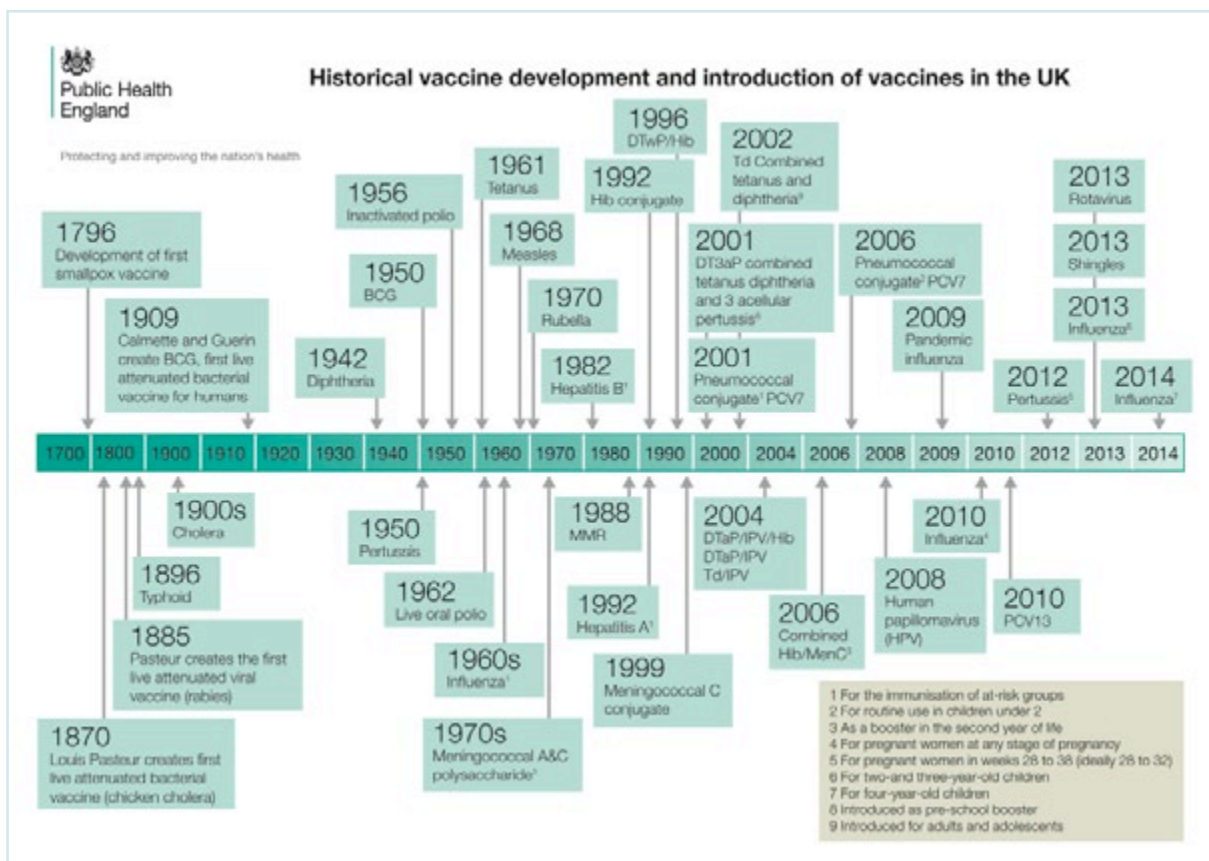 Public Health
England
Historical vaccine development and introduction of vaccines in the UK
Protecting and improving the nation's health
1796
Development of first
smallpox vaccine
1909
Calmette and Guerin
create BCG, first live
attenuated bacterial
vaccine for humans
1942
Diphtheria
1956
Inactivated polio
1950
BCG
1961
Tetanus
1968
Measles
1970
Rubella
1982
Hepatitis B¹
1996
DTwP/Hib
1992
Hib conjugate
2002
Td Combined
tetanus and
diphtheria⁹
2001
DT3aP combined
tetanus diphtheria
and 3 acellular
pertussis⁸
2001
Pneumococcal
conjugate¹ PCV7
2006
Pneumococcal
conjugate² PCV7
2009
Pandemic
influenza
2012
Pertussis⁵
2013
Rotavirus
2013
Shingles
2013
Influenza⁶
2014
Influenza⁷
1700 1800 1900 1910 1920 1930 1940 1950 1960 1970 1980 1990 2000 2004 2006 2008 2009 2010 2012 2013 2014
1900s
Cholera
1896
Typhoid
1885
Pasteur creates the first
live attenuated viral
vaccine (rabies)
1870
Louis Pasteur creates first
live attenuated bacterial
vaccine (chicken cholera)
1950
Pertussis
1962
Live oral polio
1960s
Influenza¹
1970s
Meningococcal A&C
polysaccharide¹
1988
MMR
1992
Hepatitis A¹
1999
Meningococcal C
conjugate
2004
DTaP/IPV/Hib
DTaP/IPV
Td/IPV
2006
Combined
Hib/MenC³
2008
Human
papillomavirus
(HPV)
2010
Influenza⁴
2010
PCV13
1 For the immunisation of at-risk groups
2 For routine use in children under 2
3 As a booster in the second year of life
4 For pregnant women at any stage of pregnancy
5 For pregnant women in weeks 28 to 38 (ideally 28 to 32)
6 For two-and three-year-old children
7 For four-year-old children
8 Introduced as pre-school booster
9 Introduced for adults and adolescents